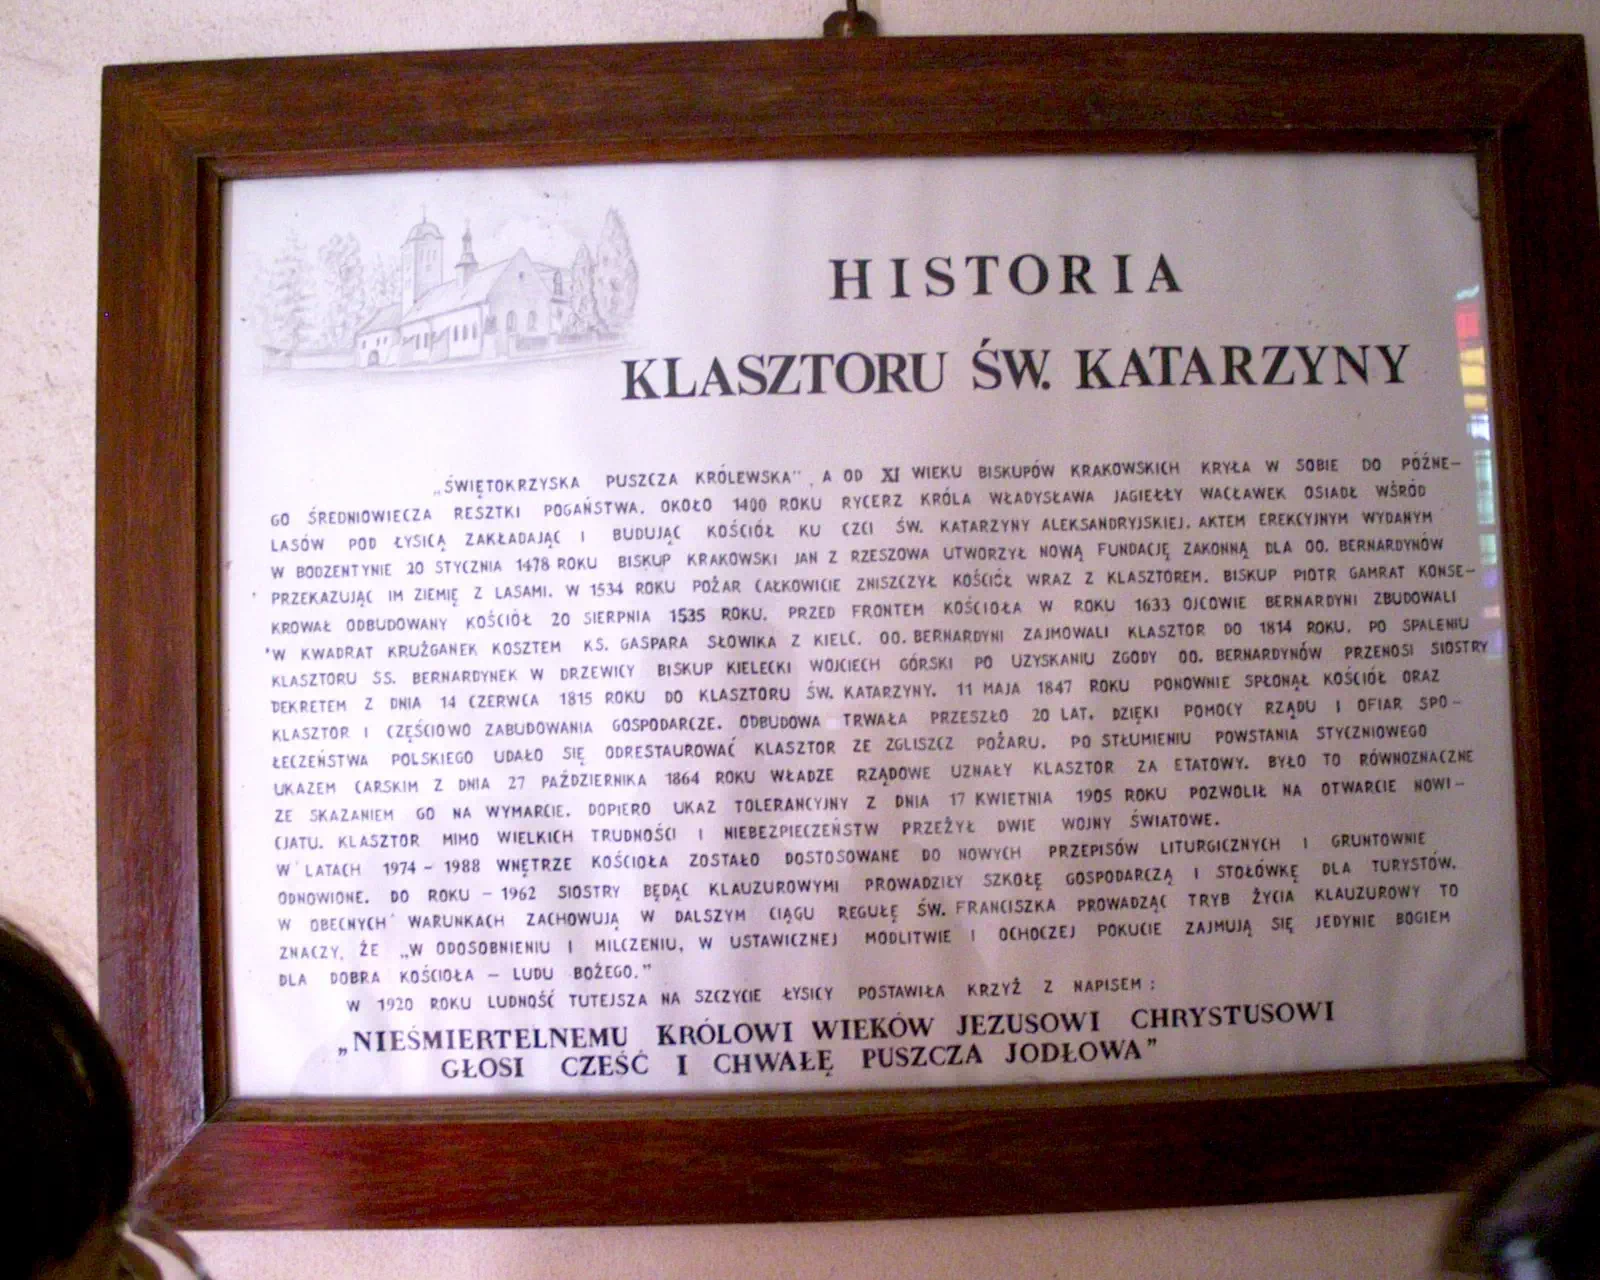 HISTORIA
KLASZTORU ŚW. KATARZYNY
„ŚWIĘTOKRZYSKA PUSZCZA KRÓLEWSKA", A OD XI WIEKU BISKUPÓW KRAKOWSKICH KRYŁA W SOBIE DO PÓŹNE–
GO ŚREDNIOWIECZA RESZTKI POGAŃSTWA. OKOŁO 1400 ROKU RYCERZ KRÓLA WŁADYSŁAWA JAGIEŁŁY WACŁAWEK OSIADŁ WŚRÓD
LASÓW POD ŁYSICĄ ZAKŁADAJĄC I BUDUJĄC KOŚCIÓŁ KU CZCI ŚW. KATARZYNY ALEKSANDRYJSKIEJ. AKTEM EREKCYJNYM WYDANYM
W BODZENTYNIE 20 STYCZNIA 1478 ROKU BISKUP KRAKOWSKI JAN Z RZESZOWA UTWORZYŁ NOWĄ FUNDACJĘ ZAKONNĄ DLA OO. BERNARDYNÓW
PRZEKAZUJĄC IM ZIEMIĘ Z LASAMI. W 1534 ROKU POŻAR CAŁKOWICIE ZNISZCZYŁ KOŚCIÓŁ WRAZ Z KLASZTOREM. BISKUP PIOTR GAMRAT KONSE–
KROWAŁ ODBUDOWANY KOŚCIÓŁ 20 SIERPNIA 1535 ROKU. PRZED FRONTEM KOŚCIOŁA W ROKU 1633 OJCOWIE BERNARDYNI ZBUDOWALI
W KWADRAT KRUŻGANEK KOSZTEM KS. GASPARA SŁOWIKA Z KIELC. OO. BERNARDYNI ZAJMOWALI KLASZTOR DO 1814 ROKU. PO SPALENIU
KLASZTORU SS. BERNARDYNEK W DRZEWICY BISKUP KIELECKI WOJCIECH GÓRSKI PO UZYSKANIU ZGODY OO. BERNARDYNÓW PRZENOSI SIOSTRY
DEKRETEM Z DNIA 14 CZERWCA 1815 ROKU DO KLASZTORU ŚW. KATARZYNY. 11 MAJA 1847 ROKU PONOWNIE SPŁONĄŁ KOŚCIÓŁ ORAZ
KLASZTOR I CZĘŚCIOWO ZABUDOWANIA GOSPODARCZE. ODBUDOWA TRWAŁA PRZESZŁO 20 LAT. DZIĘKI POMOCY RZĄDU I OFIAR SPO–
ŁECZEŃSTWA POLSKIEGO UDAŁO SIĘ ODRESTAUROWAĆ KLASZTOR ZE ZGLISZCZ POŻARU. PO STŁUMIENIU POWSTANIA STYCZNIOWEGO
UKAZEM CARSKIM Z DNIA 27 PAŹDZIERNIKA 1864 ROKU WŁADZE RZĄDOWE UZNAŁY KLASZTOR ZA ETATOWY. BYŁO TO RÓWNOZNACZNE
ZE SKAZANIEM GO NA WYMARCIE. DOPIERO UKAZ TOLERANCYJNY Z DNIA 17 KWIETNIA 1905 ROKU POZWOLIŁ NA OTWARCIE NOWI–
CJATU. KLASZTOR MIMO WIELKICH TRUDNOŚCI I NIEBEZPIECZEŃSTW PRZEŻYŁ DWIE WOJNY ŚWIATOWE.
W LATACH 1974 – 1988 WNĘTRZE KOŚCIOŁA ZOSTAŁO DOSTOSOWANE DO NOWYCH PRZEPISÓW LITURGICZNYCH I GRUNTOWNIE
ODNOWIONE. DO ROKU – 1962 SIOSTRY BĘDĄC KLAUZUROWYMI PROWADZIŁY SZKOŁĘ GOSPODARCZĄ I STOŁÓWKĘ DLA TURYSTÓW.
W OBECNYCH WARUNKACH ZACHOWUJĄ W DALSZYM CIĄGU REGUŁĘ ŚW. FRANCISZKA PROWADZĄC TRYB ŻYCIA KLAUZUROWY TO
ZNACZY, ŻE „W ODOSOBNIENIU I MILCZENIU, W USTAWICZNEJ MODLITWIE I OCHOCZEJ POKUCIE ZAJMUJĄ SIĘ JEDYNIE BOGIEM
DLA DOBRA KOŚCIOŁA – LUDU BOŻEGO."
W 1920 ROKU LUDNOŚĆ TUTEJSZA NA SZCZYCIE ŁYSICY POSTAWIŁA KRZYŻ Z NAPISEM :
„NIEŚMIERTELNEMU KRÓLOWI WIEKÓW JEZUSOWI CHRYSTUSOWI
GŁOSI CZEŚĆ I CHWAŁĘ PUSZCZA JODŁOWA"